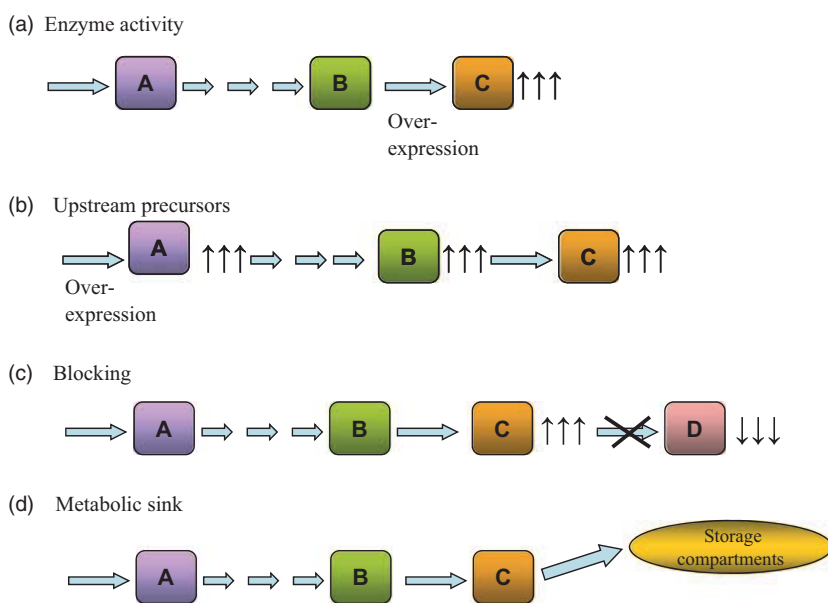 (a) Enzyme activity
A B C ↑↑↑
Over-
expression
(b) Upstream precursors
A ↑↑↑ B ↑↑↑ C ↑↑↑
Over-
expression
(c) Blocking
A B C ↑↑↑ D ↓↓↓
(d) Metabolic sink
Storage
compartments
A B C